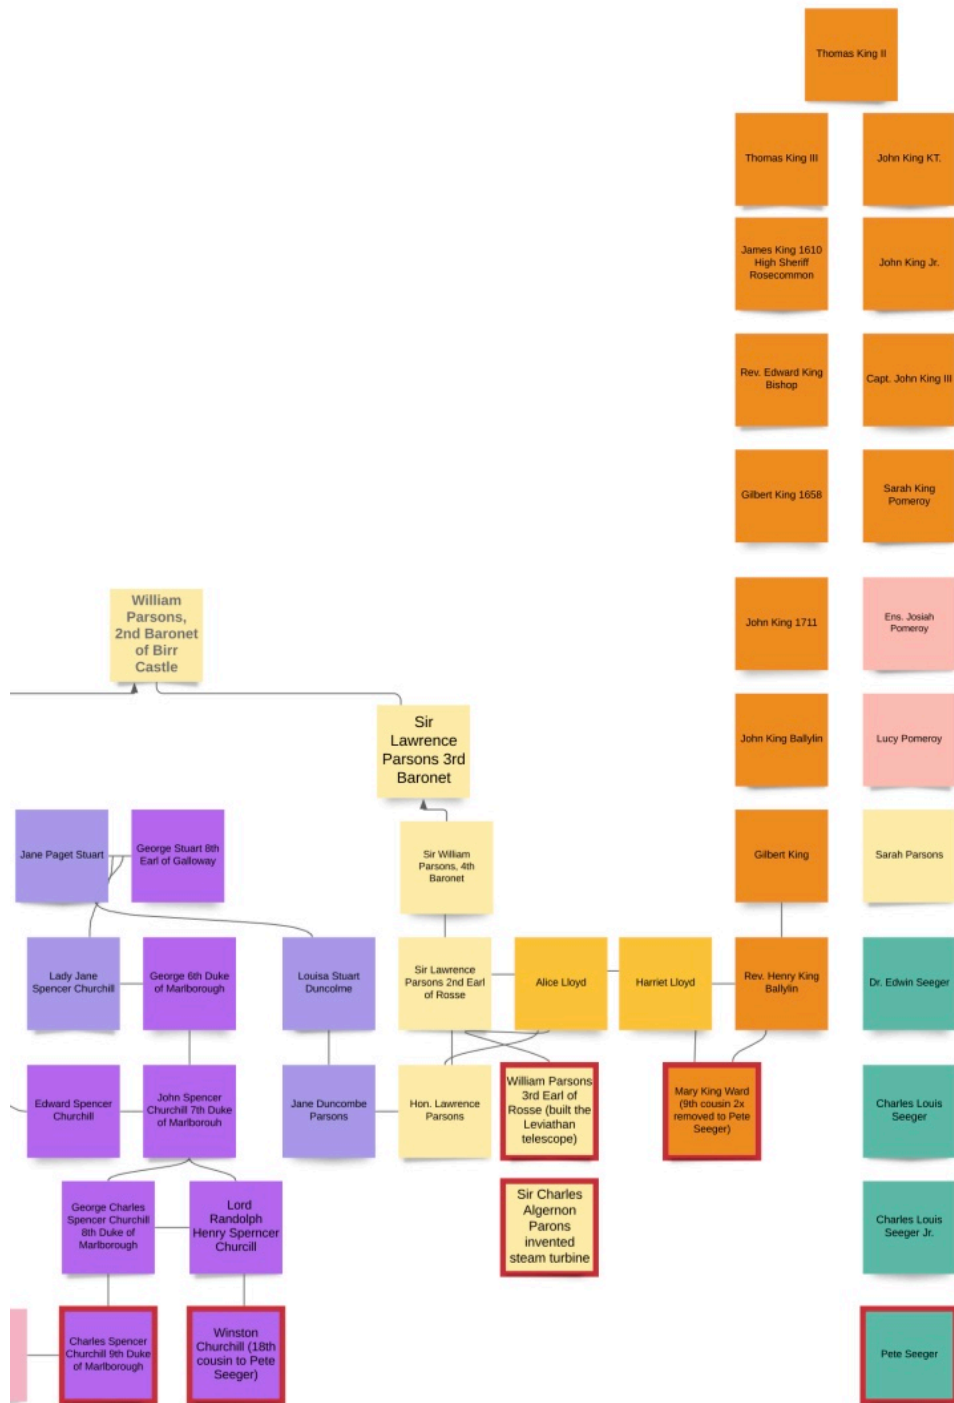 Thomas King II
Thomas King III
John King KT.
James King 1610
High Sheriff
Rosecommon
John King Jr.
Rev. Edward King
Bishop
Capt. John King III
Gilbert King 1658
Sarah King
Pomeroy
William
Parsons,
2nd Baronet
of Birr
Castle
John King 1711
Ens. Josiah
Pomeroy
Sir
Lawrence
Parsons 3rd
Baronet
John King Ballylin
Lucy Pomeroy
Jane Paget Stuart
George Stuart 8th
Earl of Galloway
Sir William
Parsons, 4th
Baronet
Gilbert King
Sarah Parsons
Lady Jane
Spencer Churchill
George 6th Duke
of Marlborough
Louisa Stuart
Duncolme
Sir Lawrence
Parsons 2nd Earl
of Rosse
Alice Lloyd
Harriet Lloyd
Rev. Henry King
Ballylin
Dr. Edwin Seeger
Edward Spencer
Churchill
John Spencer
Churchill 7th Duke
of Marlborouh
Jane Duncombe
Parsons
Hon. Lawrence
Parsons
William Parsons
3rd Earl of
Rosse (built the
Leviathan
telescope)
Mary King Ward
(9th cousin 2x
removed to Pete
Seeger)
Charles Louis
Seeger
George Charles
Spencer Churchill
8th Duke of
Marlborough
Lord
Randolph
Henry Sperncer
Churcill
Sir Charles
Algernon
Parons
invented
steam turbine
Charles Louis
Seeger Jr.
Charles Spencer
Churchill 9th Duke
of Marlborough
Winston
Churchill (18th
cousin to Pete
Seeger)
Pete Seeger